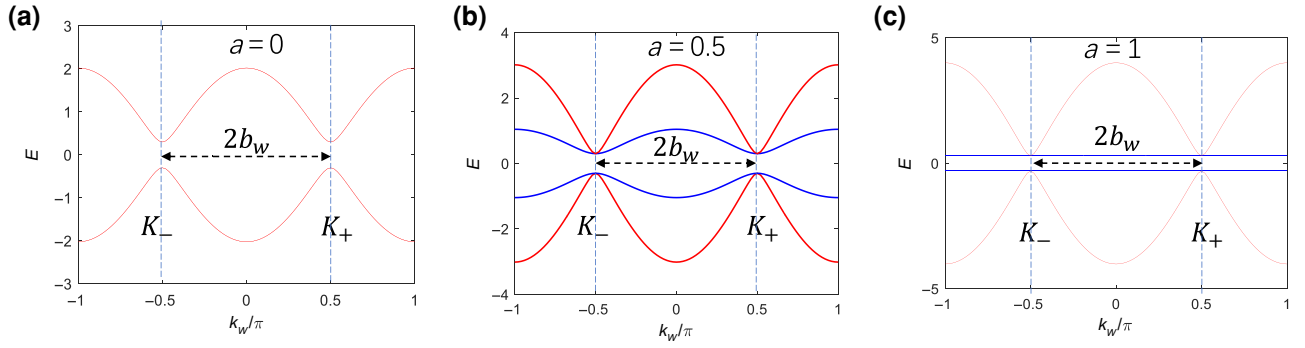 (a)
a = 0
3
2
1
0
−1
−2
−3
E
2b_w
K_−
K_+
−1 −0.5 0 0.5 1
k_w/π
(b)
a = 0.5
4
2
0
−2
−4
E
2b_w
K_−
K_+
−1 −0.5 0 0.5 1
k_w/π
(c)
a = 1
5
0
−5
E
2b_w
K_−
K_+
−1 −0.5 0 0.5 1
k_w/π